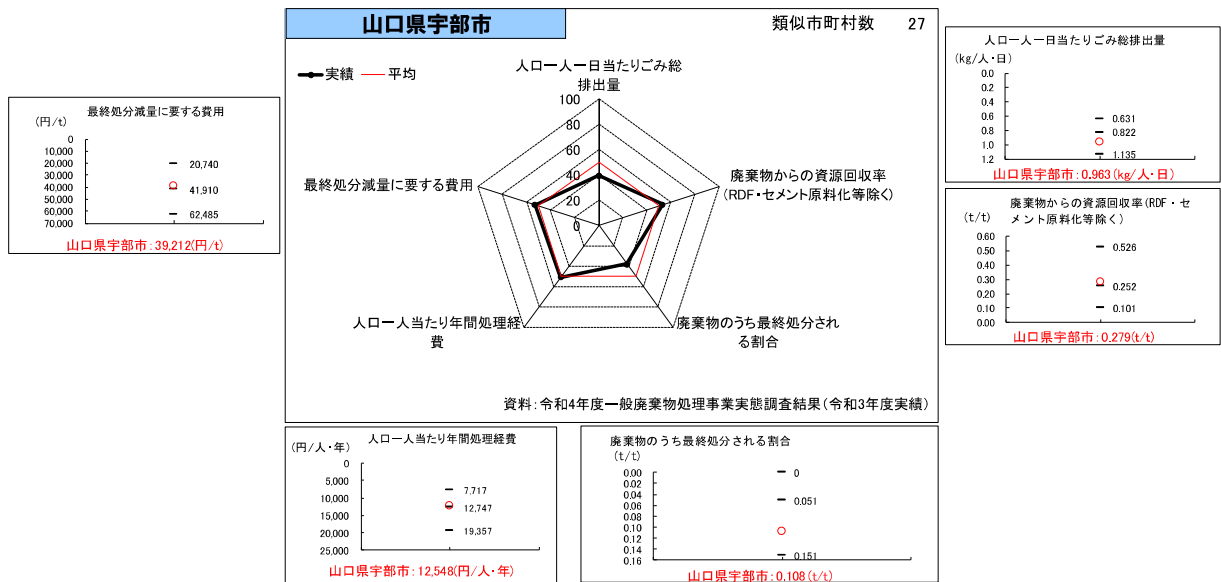 山口県宇部市
類似市町村数 27
実績 平均
人口一人一日当たりごみ総
排出量
100
80
60
40
20
0
廃棄物からの資源回収率
(RDF・セメント原料化等除く)
廃棄物のうち最終処分され
る割合
人口一人当たり年間処理経
費
最終処分減量に要する費用
資料:令和4年度一般廃棄物処理事業実態調査結果(令和3年度実績)
最終処分減量に要する費用
(円/t)
0
10,000
20,000
30,000
40,000
50,000
60,000
70,000
20,740
41,910
62,485
山口県宇部市:39,212(円/t)
人口一人一日当たりごみ総排出量
(kg/人・日)
0.0
0.2
0.4
0.6
0.8
1.0
1.2
0.631
0.822
1.135
山口県宇部市:0.963(kg/人・日)
廃棄物からの資源回収率(RDF・セ
メント原料化等除く)
(t/t)
0.60
0.50
0.40
0.30
0.20
0.10
0.00
0.526
0.252
0.101
山口県宇部市:0.279(t/t)
人口一人当たり年間処理経費
(円/人・年)
0
5,000
10,000
15,000
20,000
25,000
7,717
12,747
19,357
山口県宇部市:12,548(円/人・年)
廃棄物のうち最終処分される割合
(t/t)
0.00
0.02
0.04
0.06
0.08
0.10
0.12
0.14
0.16
0
0.051
0.151
山口県宇部市:0.108(t/t)